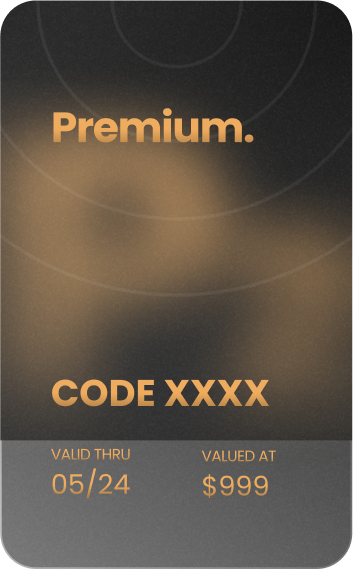 Premium.
CODE XXXX
VALID THRU VALUED AT
05/24 $999